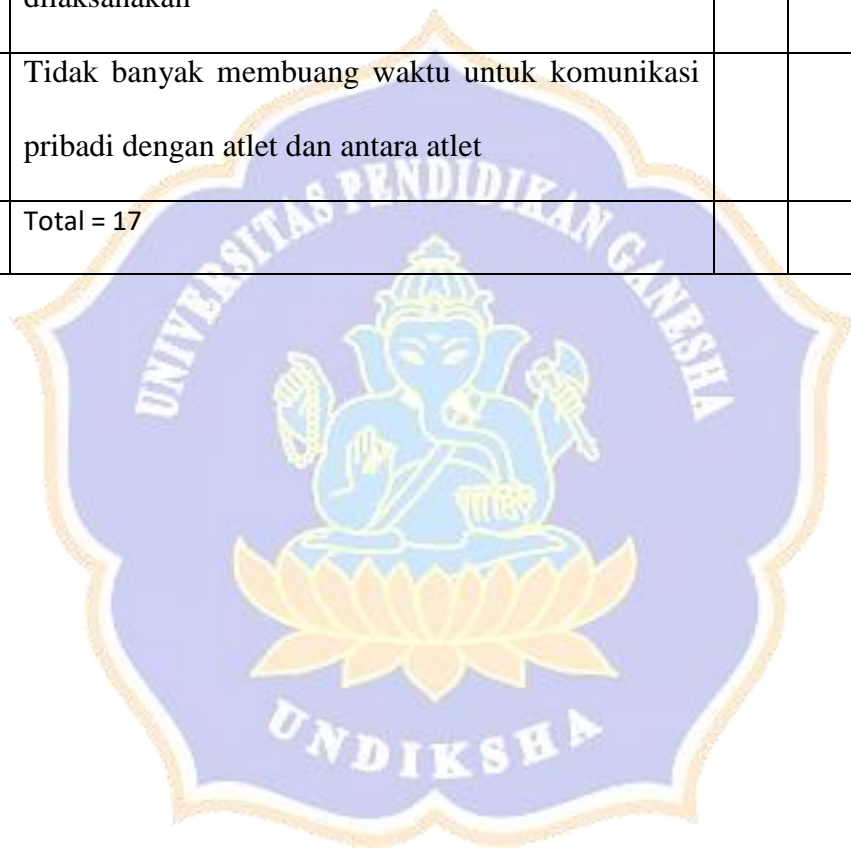 dilaksanakan
Tidak banyak membuang waktu untuk komunikasi
pribadi dengan atlet dan antara atlet
Total = 17
UNIVERSITAS PENDIDIKAN GANESHA
UNDIKSHA